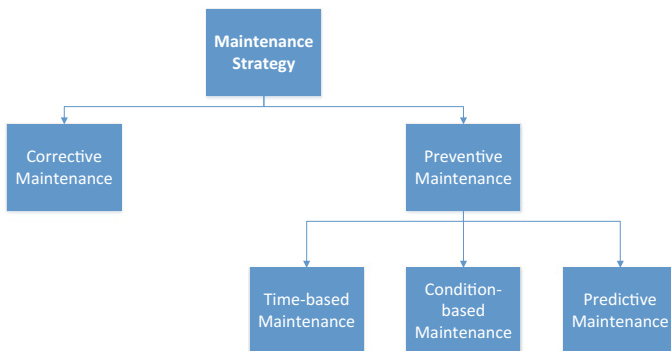 Maintenance
Strategy
Corrective
Maintenance
Preventive
Maintenance
Time-based
Maintenance
Condition-
based
Maintenance
Predictive
Maintenance